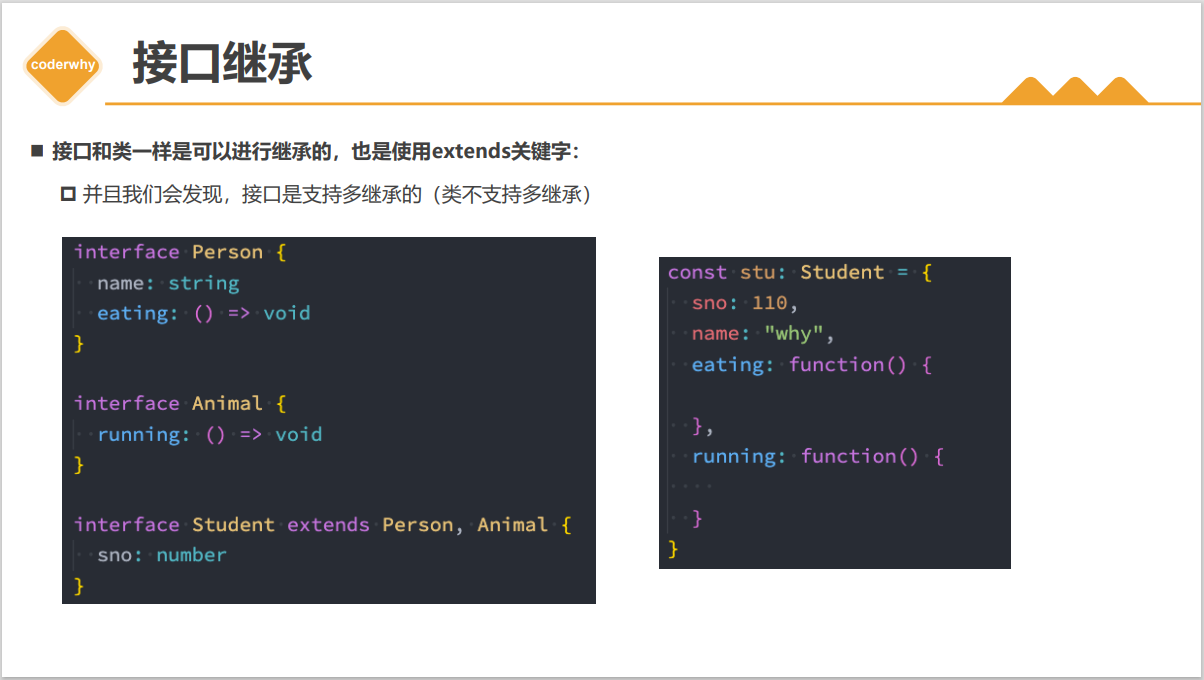 coderwhy
接口继承
接口和类一样是可以进行继承的，也是使用extends关键字：
并且我们会发现，接口是支持多继承的（类不支持多继承）
interface Person {
  name: string
  eating: () => void
}
interface Animal {
  running: () => void
}
interface Student extends Person, Animal {
  sno: number
}
const stu: Student = {
  sno: 110,
  name: "why",
  eating: function() {
  },
  running: function() {
  }
}